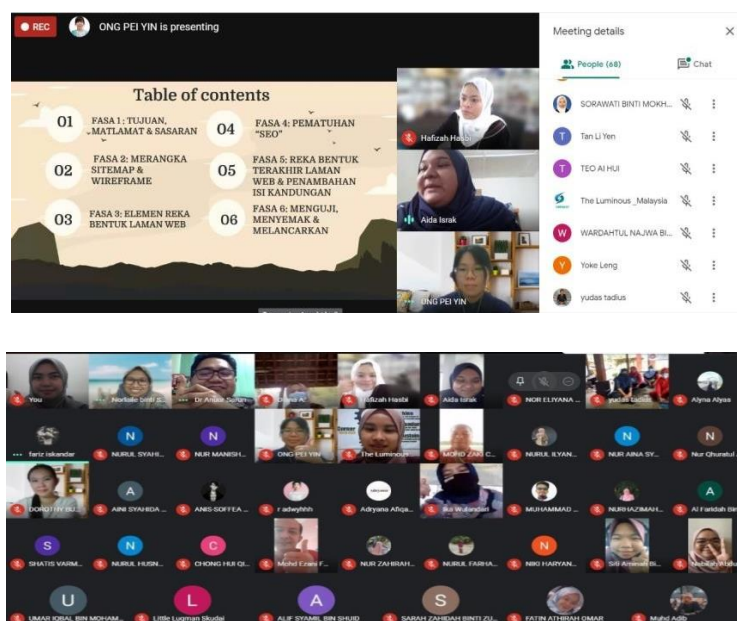 REC
ONG PEI YIN is presenting
Meeting details
People (68)
Chat
Table of contents
01
FASA 1: TUJUAN,
MATLAMAT & SASARAN
02
FASA 2: MERANGKA
SITEMAP &
WIREFRAME
03
FASA 3: ELEMEN REKA
BENTUK LAMAN WEB
04
FASA 4: PEMATUHAN
"SEO"
05
FASA 5: REKA BENTUK
TERAKHIR LAMAN
WEB & PENAMBAHAN
ISI KANDUNGAN
06
FASA 6: MENGUJI,
MENYEMAK &
MELANCARKAN
Hafizah Hasbi
Aida Israk
ONG PEI YIN
SORAWATI BINTI MOKH...
T
Tan Li Yen
T
TEO AI HUI
The Luminous _Malaysia
W
WARDAHTUL NAJWA BI...
Y
Yoke Leng
yudas tadius
You
Norlaile binti S...
Hafizah Hasbi
Aida Israk
NOR ELIYANA ...
yudas tadius
Alyna Alyas
fariz iskandar
N
NURUL SYAHI...
N
NUR MANISH...
ONG PEI YIN
The Luminous
MOHD ZAKI C...
NURUL ILYAN...
N
NUR AINA SY...
N
Nur Qhuratul
DOROTHY BU...
A
AINI SYAHIDA ...
ANIS SOFFEA ...
r adwyhhh
Adryana Afiqa...
Ika Wulandari
MUHAMMAD ...
NURHAZIMAH...
A
Al Faridah Bin
S
SHATIS VARM...
N
NURUL HUSN...
C
CHONG HUI QI...
Mohd Ezani F...
NUR ZAHIRAH...
NURUL FARHA...
N
NIKI HARYAN...
Siti Aminah Bi...
Nabilah Abdu
U
UMAR IQBAL BIN MOHAM...
L
Little Luqman Skudai
A
ALIF SYAMIL BIN SHUID
S
SARAH ZAHIDAH BINTI ZU...
FATIN ATHIRAH OMAR
Muhd Adib